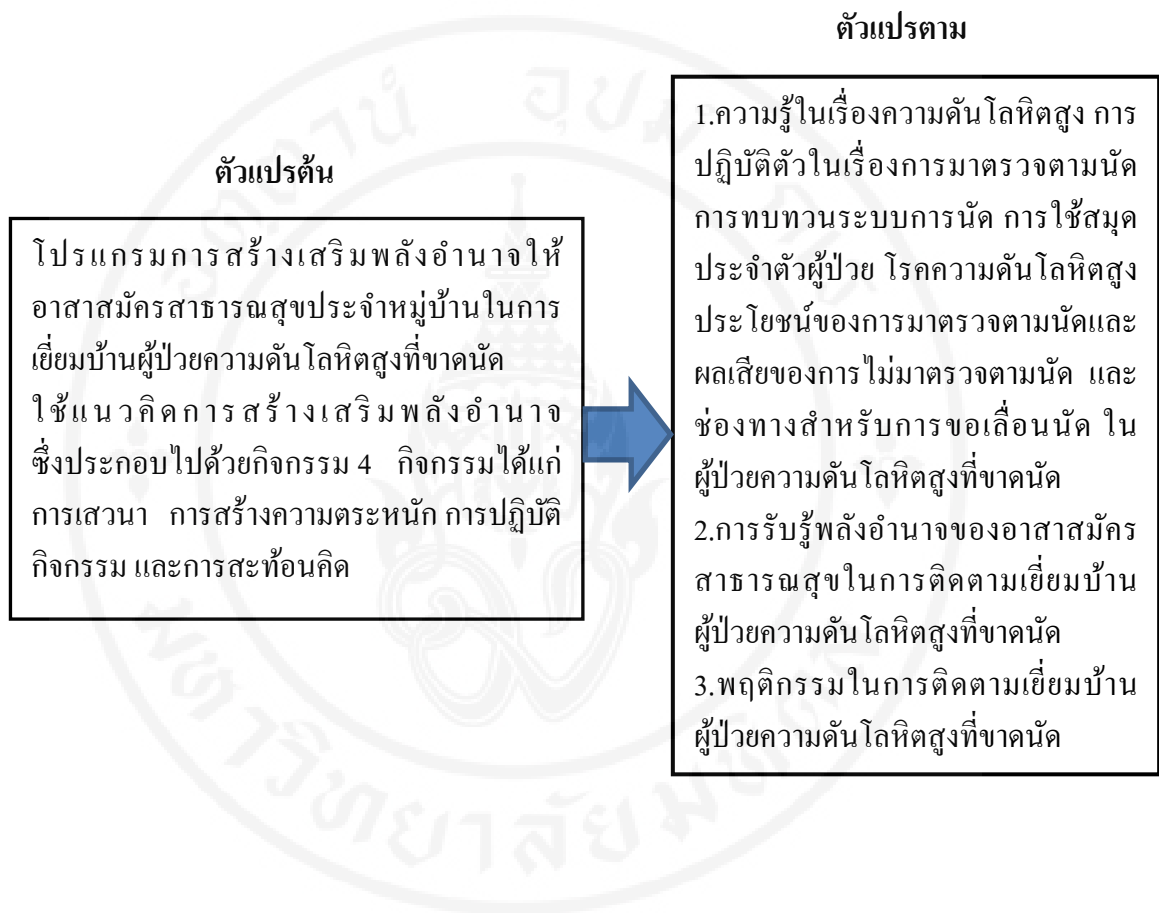 ตัวแปรตาม
ตัวแปรต้น
โปรแกรมการสร้างเสริมพลังอำนาจให้
อาสาสมัครสาธารณสุขประจำหมู่บ้านในการ
เยี่ยมบ้านผู้ป่วยความดันโลหิตสูงที่ขาดนัด
ใช้แนวคิดการสร้างเสริมพลังอำนาจ
ซึ่งประกอบไปด้วยกิจกรรม 4 กิจกรรมได้แก่
การเสวนา การสร้างความตระหนัก การปฏิบัติ
กิจกรรม และการสะท้อนคิด
1.ความรู้ในเรื่องความดันโลหิตสูง การ
ปฏิบัติตัวในเรื่องการมาตรวจตามนัด
การทบทวนระบบการนัด การใช้สมุด
ประจำตัวผู้ป่วย โรคความดันโลหิตสูง
ประโยชน์ของการมาตรวจตามนัดและ
ผลเสียของการไม่มาตรวจตามนัด และ
ช่องทางสำหรับการขอเลื่อนนัด ใน
ผู้ป่วยความดันโลหิตสูงที่ขาดนัด
2.การรับรู้พลังอำนาจของอาสาสมัคร
สาธารณสุขในการติดตามเยี่ยมบ้าน
ผู้ป่วยความดันโลหิตสูงที่ขาดนัด
3.พฤติกรรมในการติดตามเยี่ยมบ้าน
ผู้ป่วยความดันโลหิตสูงที่ขาดนัด
มหาวิทยาลัยมหิดล